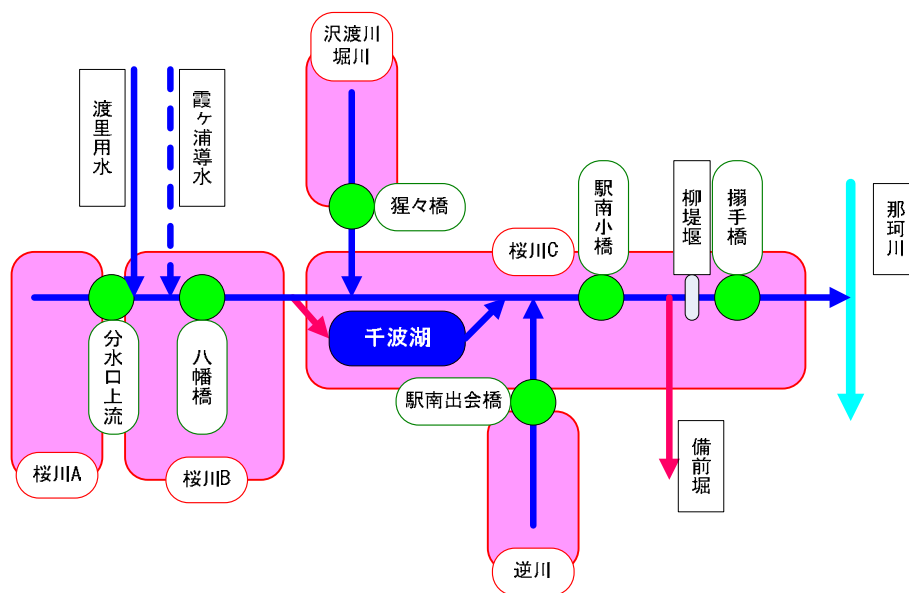 沢渡川
堀川
渡里用水
霞ヶ浦導水
猩々橋
駅南小橋
柳堤堰
搦手橋
那珂川
桜川C
千波湖
分水口上流
八幡橋
駅南出会橋
備前堀
桜川A
桜川B
逆川